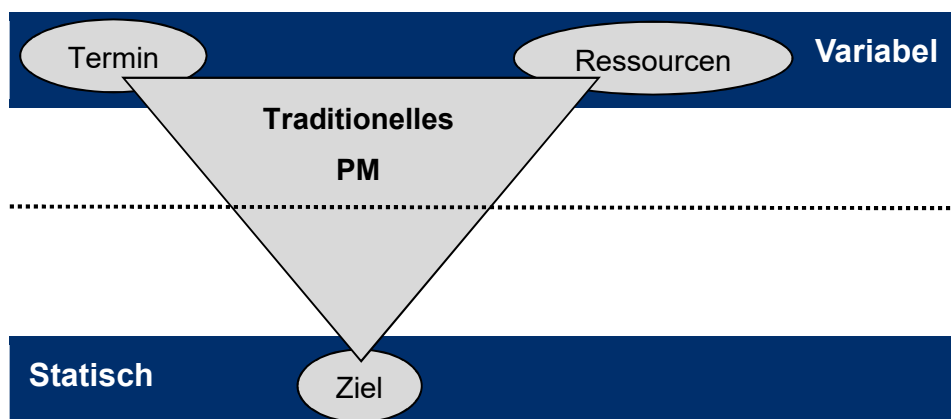 Termin
Ressourcen
Variabel
Traditionelles
PM
Statisch
Ziel